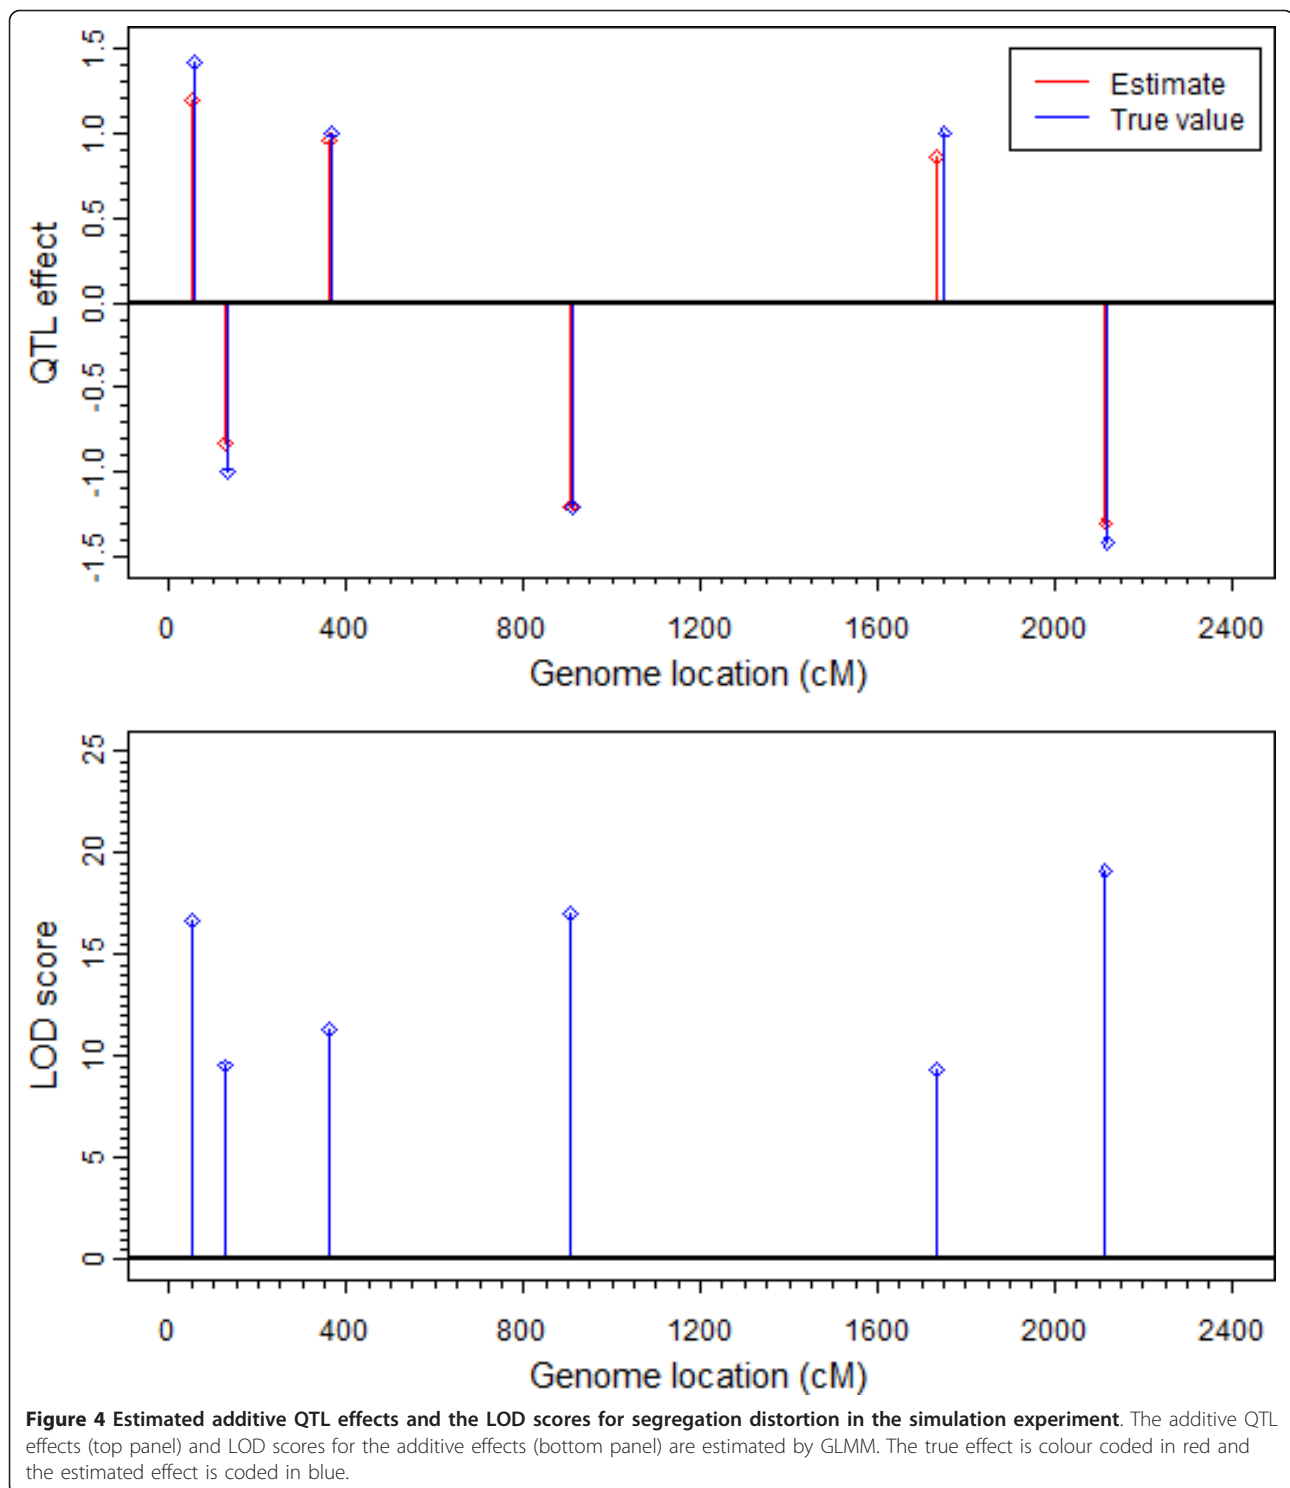 1.5
1.0
0.5
0.0
-0.5
-1.0
-1.5
QTL effect
Estimate
True value
0 400 800 1200 1600 2000 2400
Genome location (cM)
25
20
15
10
5
0
LOD score
0 400 800 1200 1600 2000 2400
Genome location (cM)
Figure 4 Estimated additive QTL effects and the LOD scores for segregation distortion in the simulation experiment. The additive QTL
effects (top panel) and LOD scores for the additive effects (bottom panel) are estimated by GLMM. The true effect is colour coded in red and
the estimated effect is coded in blue.